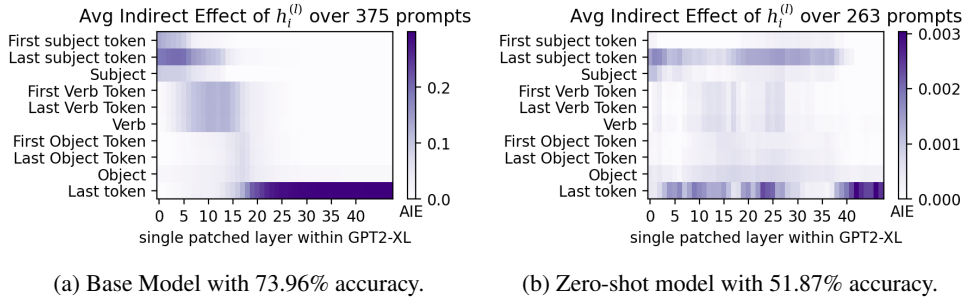 Avg Indirect Effect of h_i^{(l)} over 375 prompts
First subject token
Last subject token
Subject
First Verb Token
Last Verb Token
Verb
First Object Token
Last Object Token
Object
Last token
0 5 10 15 20 25 30 35 40
single patched layer within GPT2-XL
0.2
0.1
0.0
AIE
(a) Base Model with 73.96% accuracy.
Avg Indirect Effect of h_i^{(l)} over 263 prompts
First subject token
Last subject token
Subject
First Verb Token
Last Verb Token
Verb
First Object Token
Last Object Token
Object
Last token
0 5 10 15 20 25 30 35 40
single patched layer within GPT2-XL
0.003
0.002
0.001
0.000
AIE
(b) Zero-shot model with 51.87% accuracy.